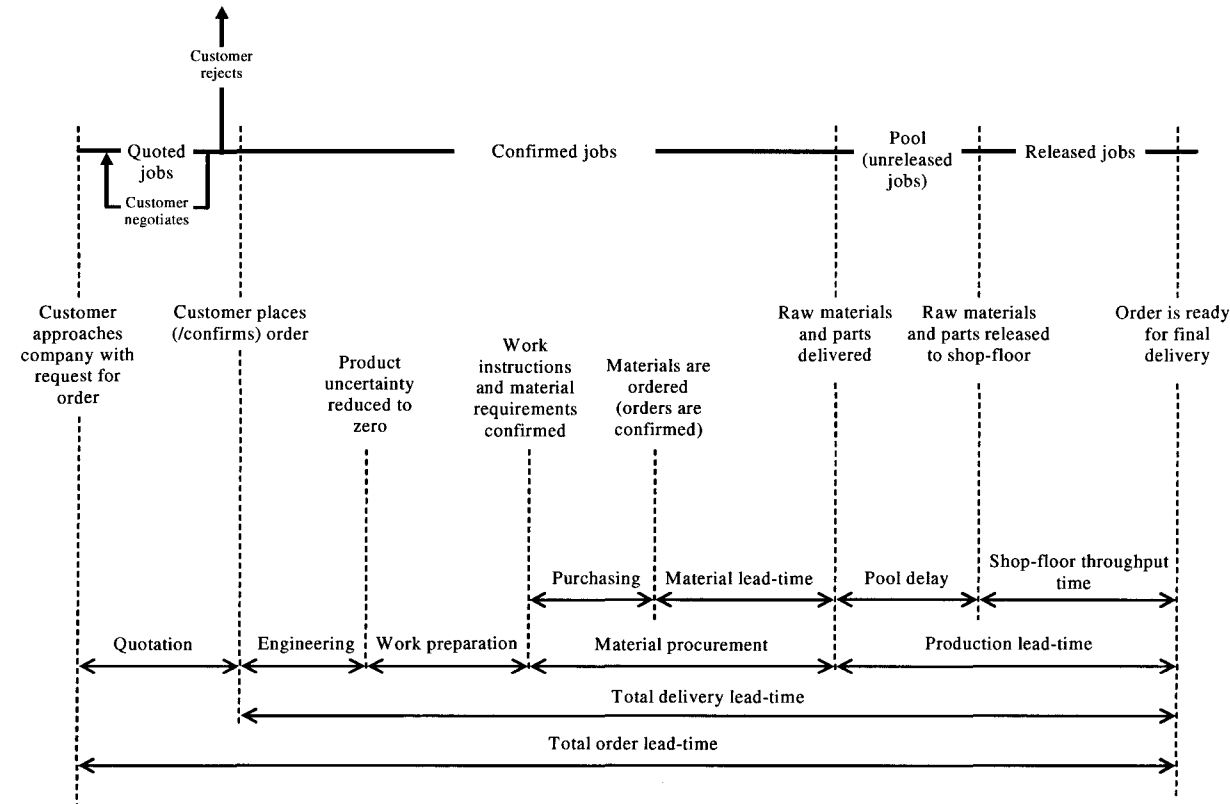 Customer
rejects
Quoted
jobs
Customer
negotiates
Confirmed jobs
Pool
(unreleased
jobs)
Released jobs
Customer
approaches
company with
request for
order
Customer places
(/confirms) order
Product
uncertainty
reduced to
zero
Work
instructions
and material
requirements
confirmed
Materials are
ordered
(orders are
confirmed)
Raw materials
and parts
delivered
Raw materials
and parts released
to shop-floor
Order is ready
for final
delivery
Purchasing
Material lead-time
Pool delay
Shop-floor throughput
time
Quotation
Engineering
Work preparation
Material procurement
Production lead-time
Total delivery lead-time
Total order lead-time